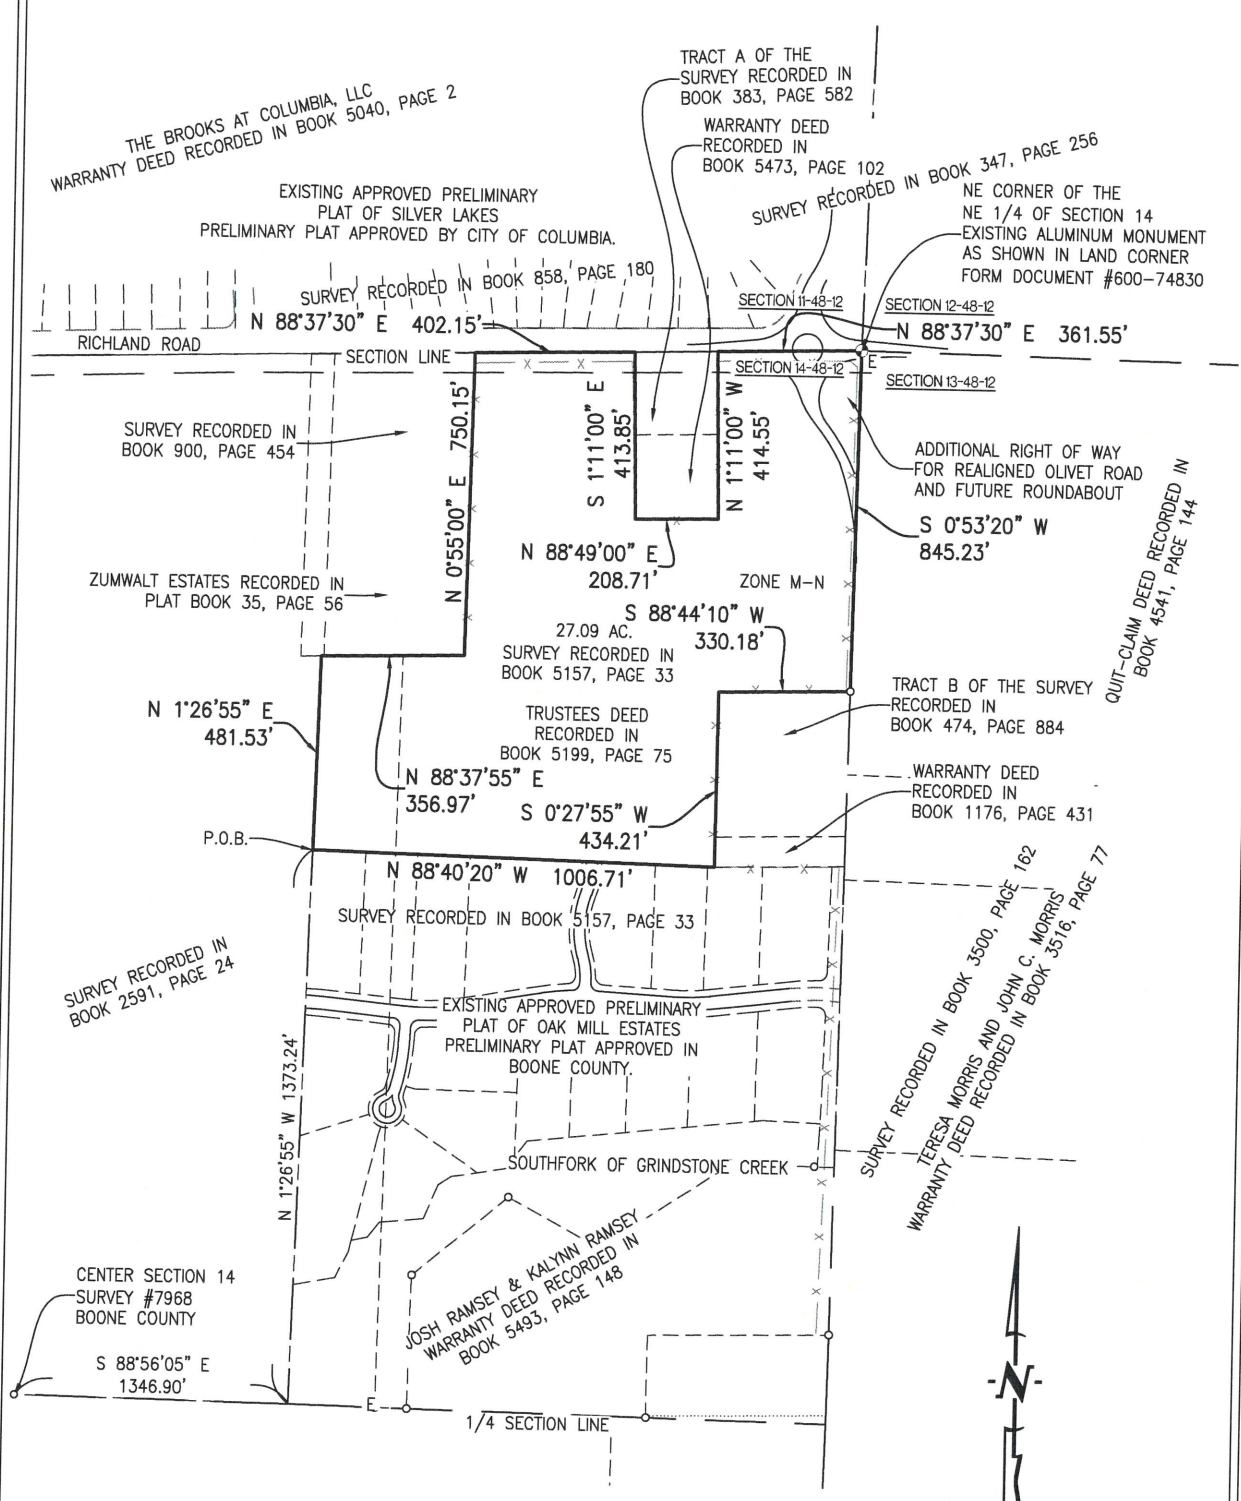 TRACT A OF THE
SURVEY RECORDED IN
BOOK 383, PAGE 582
THE BROOKS AT COLUMBIA, LLC
WARRANTY DEED RECORDED IN BOOK 5040, PAGE 2
WARRANTY DEED
RECORDED IN
BOOK 5473, PAGE 102
SURVEY RECORDED IN BOOK 347, PAGE 256
EXISTING APPROVED PRELIMINARY
PLAT OF SILVER LAKES
PRELIMINARY PLAT APPROVED BY CITY OF COLUMBIA.
NE CORNER OF THE
NE 1/4 OF SECTION 14
EXISTING ALUMINUM MONUMENT
AS SHOWN IN LAND CORNER
FORM DOCUMENT #600-74830
SURVEY RECORDED IN BOOK 858, PAGE 180
SECTION 11-48-12
SECTION 12-48-12
N 88°37'30" E 402.15'
N 88°37'30" E 361.55'
RICHLAND ROAD
SECTION LINE
SECTION 14-48-12
E
SECTION 13-48-12
SURVEY RECORDED IN
BOOK 900, PAGE 454
N 0°55'00" E 750.15'
S 1°11'00" E
413.85'
N 1°11'00" W
414.55'
ADDITIONAL RIGHT OF WAY
FOR REALIGNED OLIVET ROAD
AND FUTURE ROUNDABOUT
S 0°53'20" W
845.23'
QUIT-CLAIM DEED RECORDED IN
BOOK 4541, PAGE 144
N 88°49'00" E
208.71'
ZONE M-N
ZUMWALT ESTATES RECORDED IN
PLAT BOOK 35, PAGE 56
S 88°44'10" W
330.18'
27.09 AC.
SURVEY RECORDED IN
BOOK 5157, PAGE 33
N 1°26'55" E
481.53'
TRUSTEES DEED
RECORDED IN
BOOK 5199, PAGE 75
TRACT B OF THE SURVEY
RECORDED IN
BOOK 474, PAGE 884
N 88°37'55" E
356.97'
S 0°27'55" W
434.21'
WARRANTY DEED
RECORDED IN
BOOK 1176, PAGE 431
P.O.B.
N 88°40'20" W 1006.71'
SURVEY RECORDED IN BOOK 5157, PAGE 33
SURVEY RECORDED IN
BOOK 2591, PAGE 24
EXISTING APPROVED PRELIMINARY
PLAT OF OAK MILL ESTATES
PRELIMINARY PLAT APPROVED IN
BOONE COUNTY.
SURVEY RECORDED IN BOOK 3500, PAGE 162
TERESA MORRIS AND JOHN C. MORRIS
WARRANTY DEED RECORDED IN BOOK 3516, PAGE 77
N 1°26'55" W 1373.24'
SOUTHFORK OF GRINDSTONE CREEK
JOSH RAMSEY & KALYNN RAMSEY
WARRANTY DEED RECORDED IN
BOOK 5493, PAGE 148
CENTER SECTION 14
SURVEY #7968
BOONE COUNTY
S 88°56'05" E
1346.90'
E
1/4 SECTION LINE
-N-